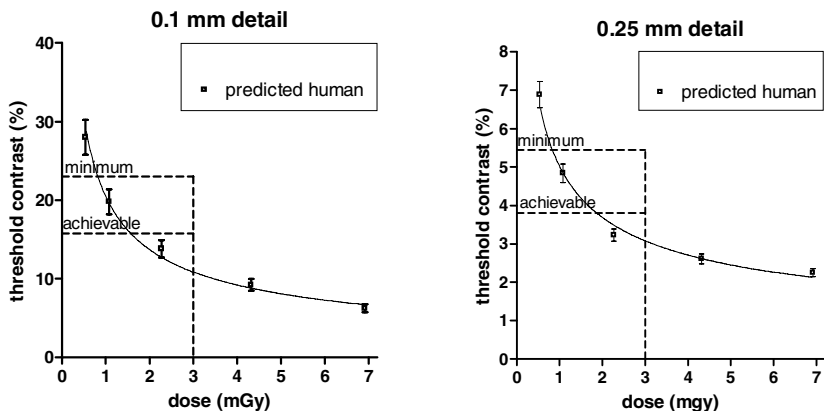 0.1 mm detail
threshold contrast (%)
40
30
20
10
0
predicted human
minimum
achievable
0 1 2 3 4 5 6 7
dose (mGy)
0.25 mm detail
threshold contrast (%)
8
7
6
5
4
3
2
1
0
predicted human
minimum
achievable
0 1 2 3 4 5 6 7
dose (mgy)